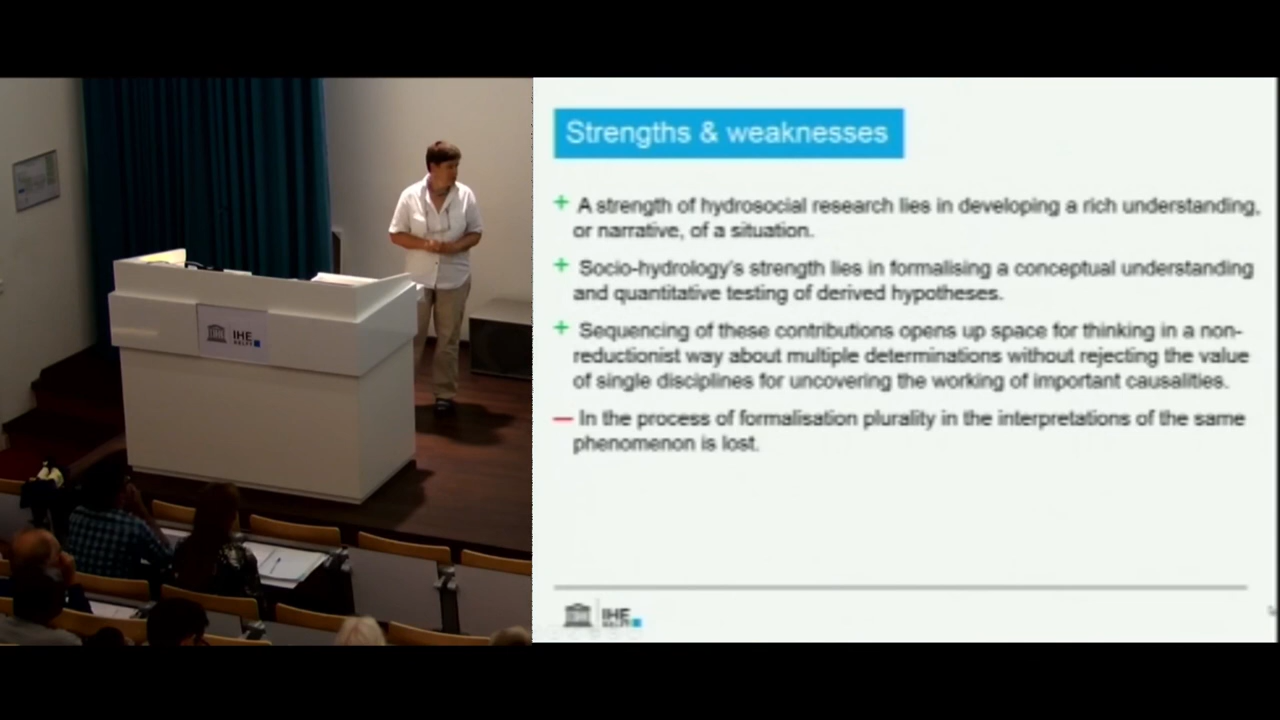 Strengths & weaknesses
+ A strength of hydrosocial research lies in developing a rich understanding,
or narrative, of a situation.
+ Socio-hydrology's strength lies in formalising a conceptual understanding
and quantitative testing of derived hypotheses.
+ Sequencing of these contributions opens up space for thinking in a non-
reductionist way about multiple determinations without rejecting the value
of single disciplines for uncovering the working of important causalities.
— In the process of formalisation plurality in the interpretations of the same
phenomenon is lost.
IHE
DELFT
IHE
DELFT